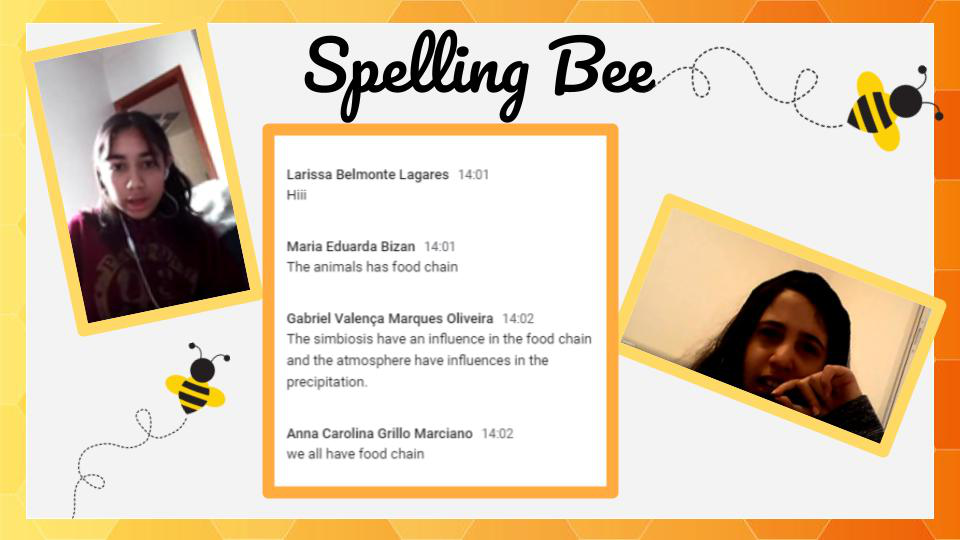 Spelling Bee
Larissa Belmonte Lagares 14:01
Hiii
Maria Eduarda Bizan 14:01
The animals has food chain
Gabriel Valença Marques Oliveira 14:02
The simbiosis have an influence in the food chain
and the atmosphere have influences in the
precipitation.
Anna Carolina Grillo Marciano 14:02
we all have food chain